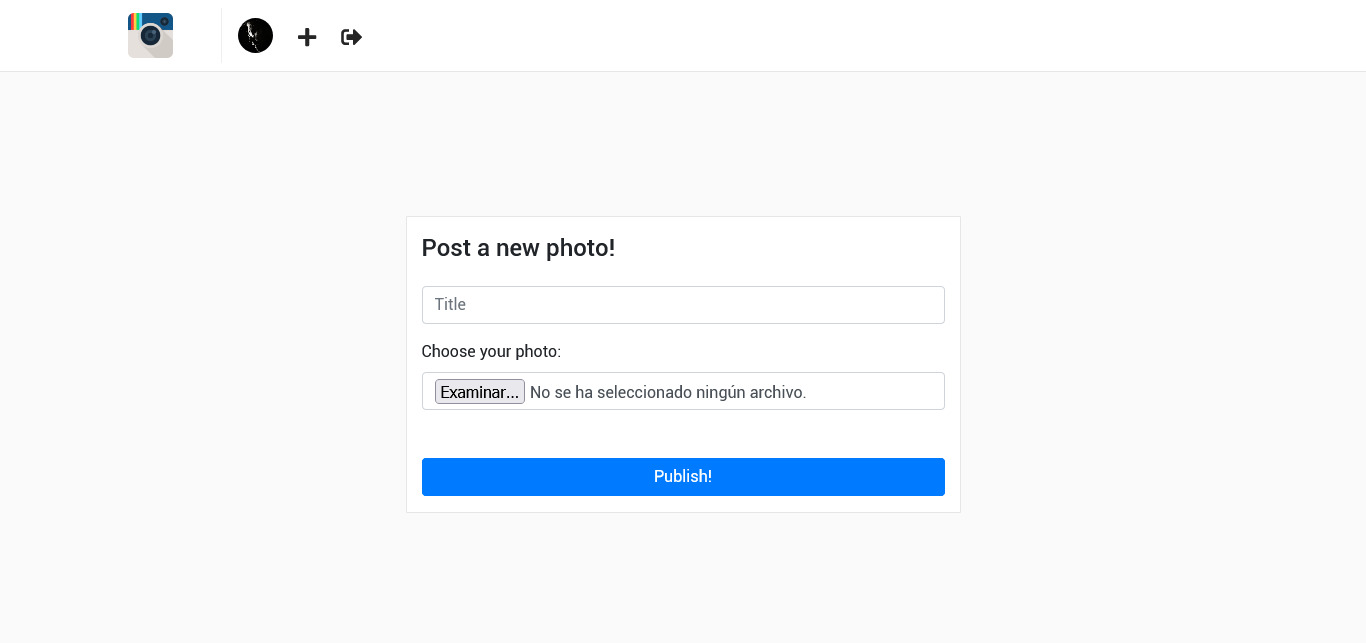 Post a new photo!
Title
Choose your photo:
Examinar... No se ha seleccionado ningún archivo.
Publish!